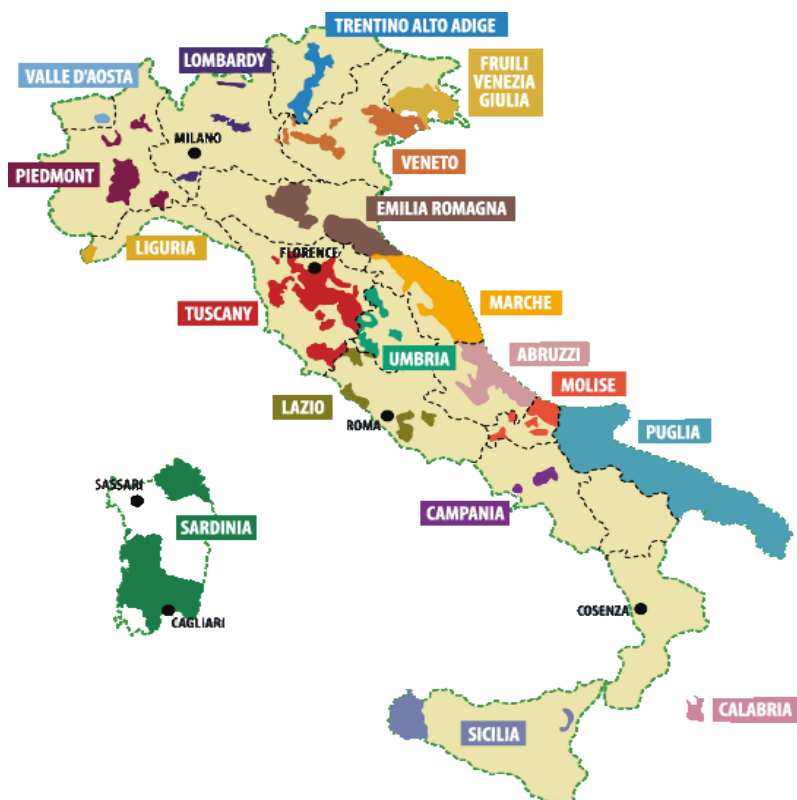 TRENTINO ALTO ADIGE
LOMBARDY
FRUILI
VENEZIA
GIULIA
VALLE D'AOSTA
MILANO
VENETO
PIEDMONT
EMILIA ROMAGNA
LIGURIA
FLORENCE
MARCHE
TUSCANY
UMBRIA
ABRUZZI
MOLISE
LAZIO
ROMA
PUGLIA
SASSARI
CAMPANIA
SARDINIA
COSENZA
CAGLIARI
CALABRIA
SICILIA